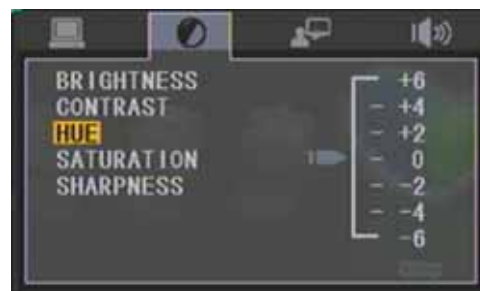 BRIGHTNESS +6
CONTRAST +4
HUE +2
SATURATION 0
SHARPNESS -2
-4
-6